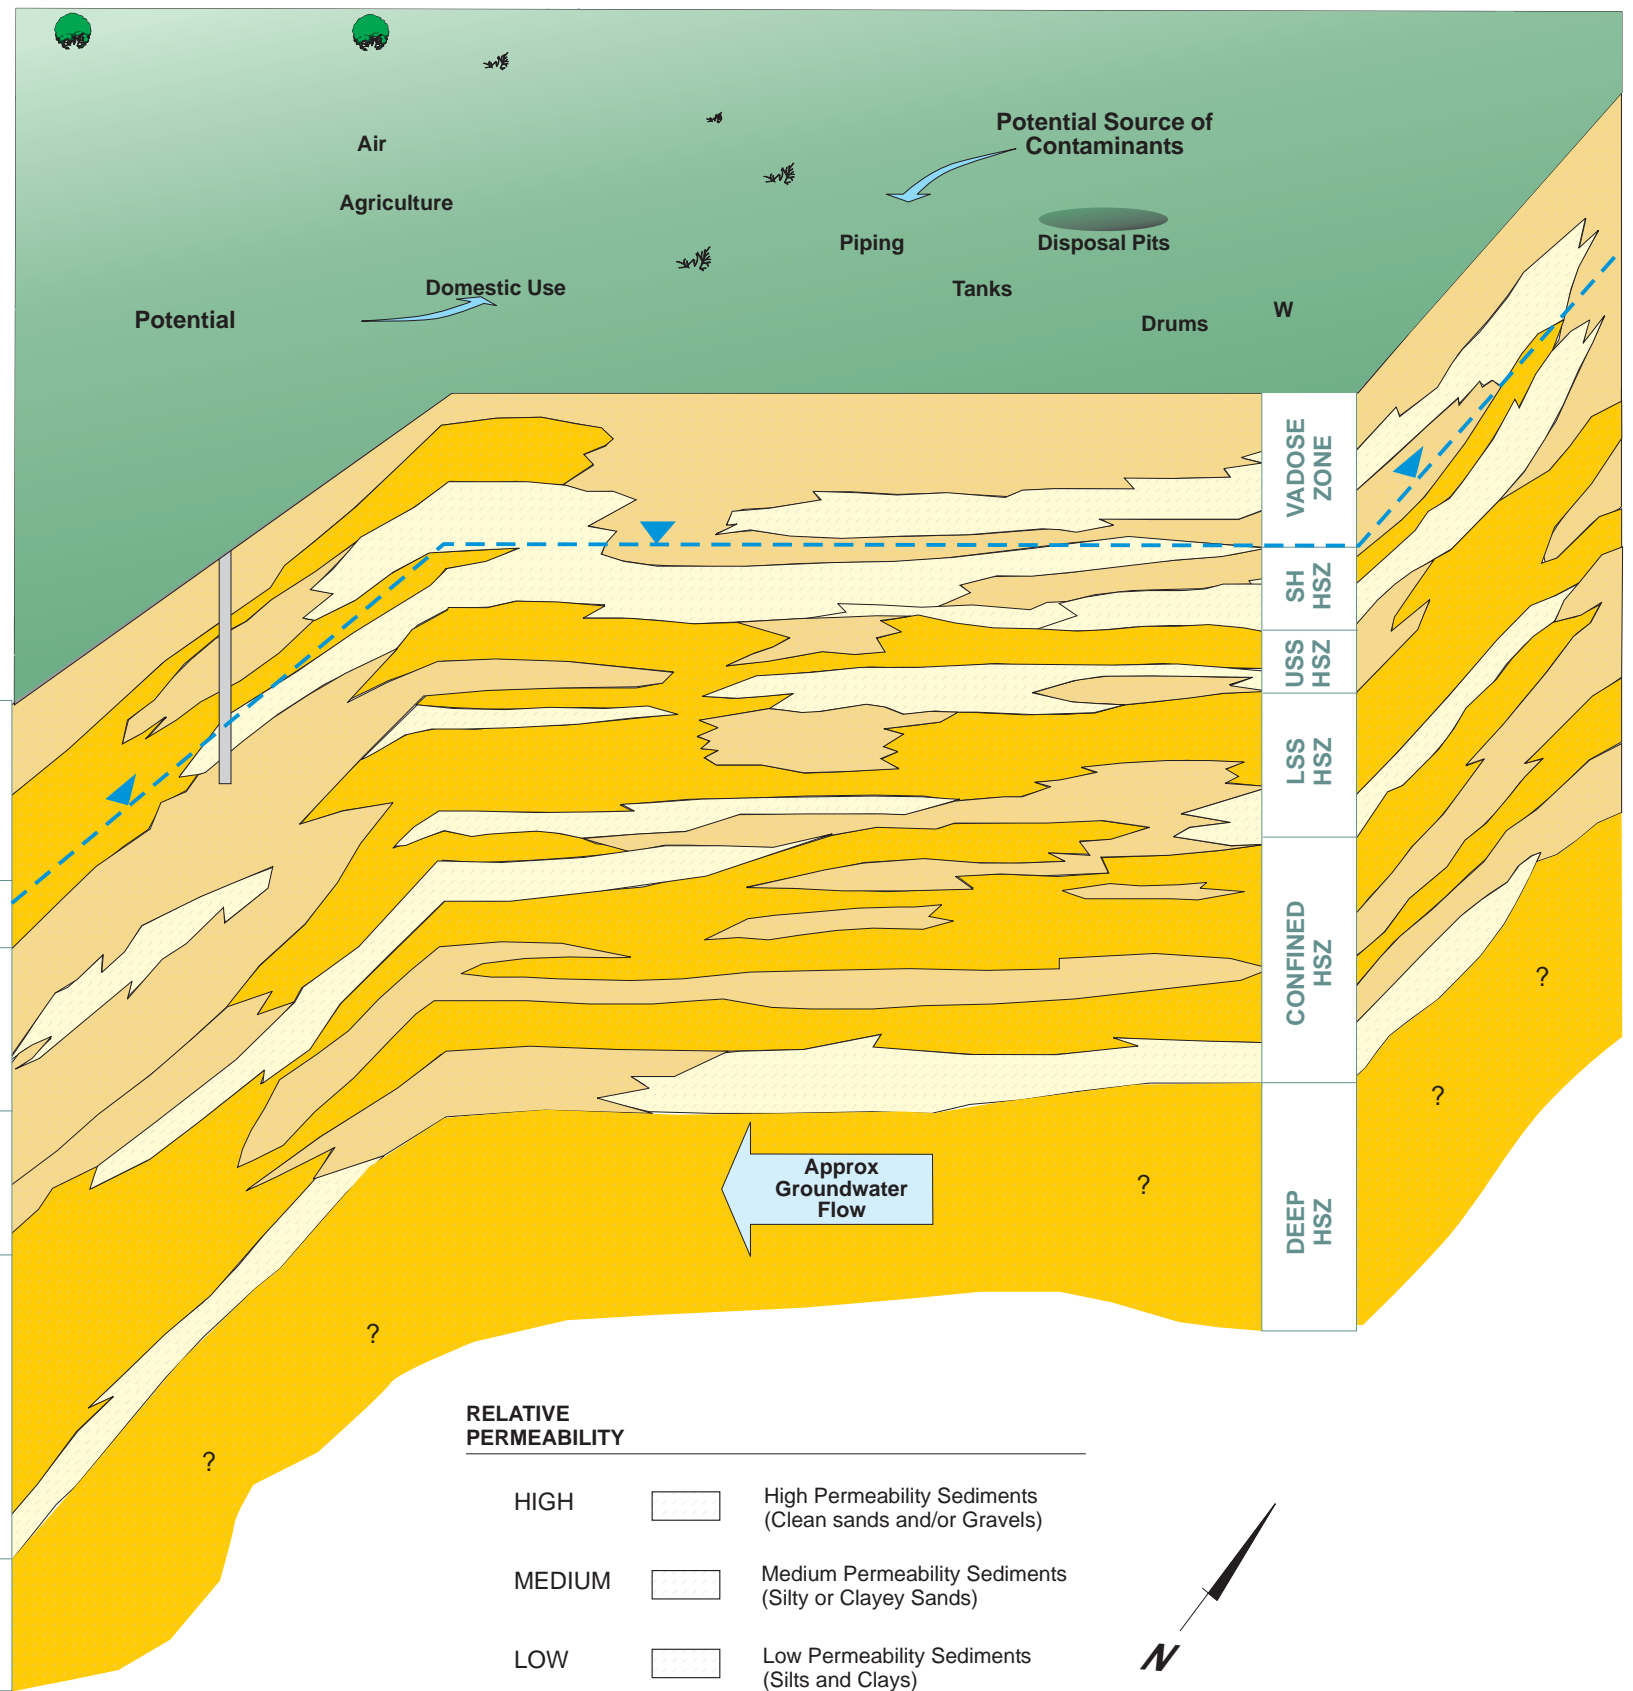 Potential Source of
Contaminants
Air
Agriculture
Piping
Disposal Pits
Domestic Use
Tanks
W
Potential
Drums
VADOSE
ZONE
SH
HSZ
USS
HSZ
LSS
HSZ
CONFINED
HSZ
DEEP
HSZ
?
?
?
?
?
Approx
Groundwater
Flow
RELATIVE
PERMEABILITY
HIGH
High Permeability Sediments
(Clean sands and/or Gravels)
MEDIUM
Medium Permeability Sediments
(Silty or Clayey Sands)
LOW
Low Permeability Sediments
(Silts and Clays)
N